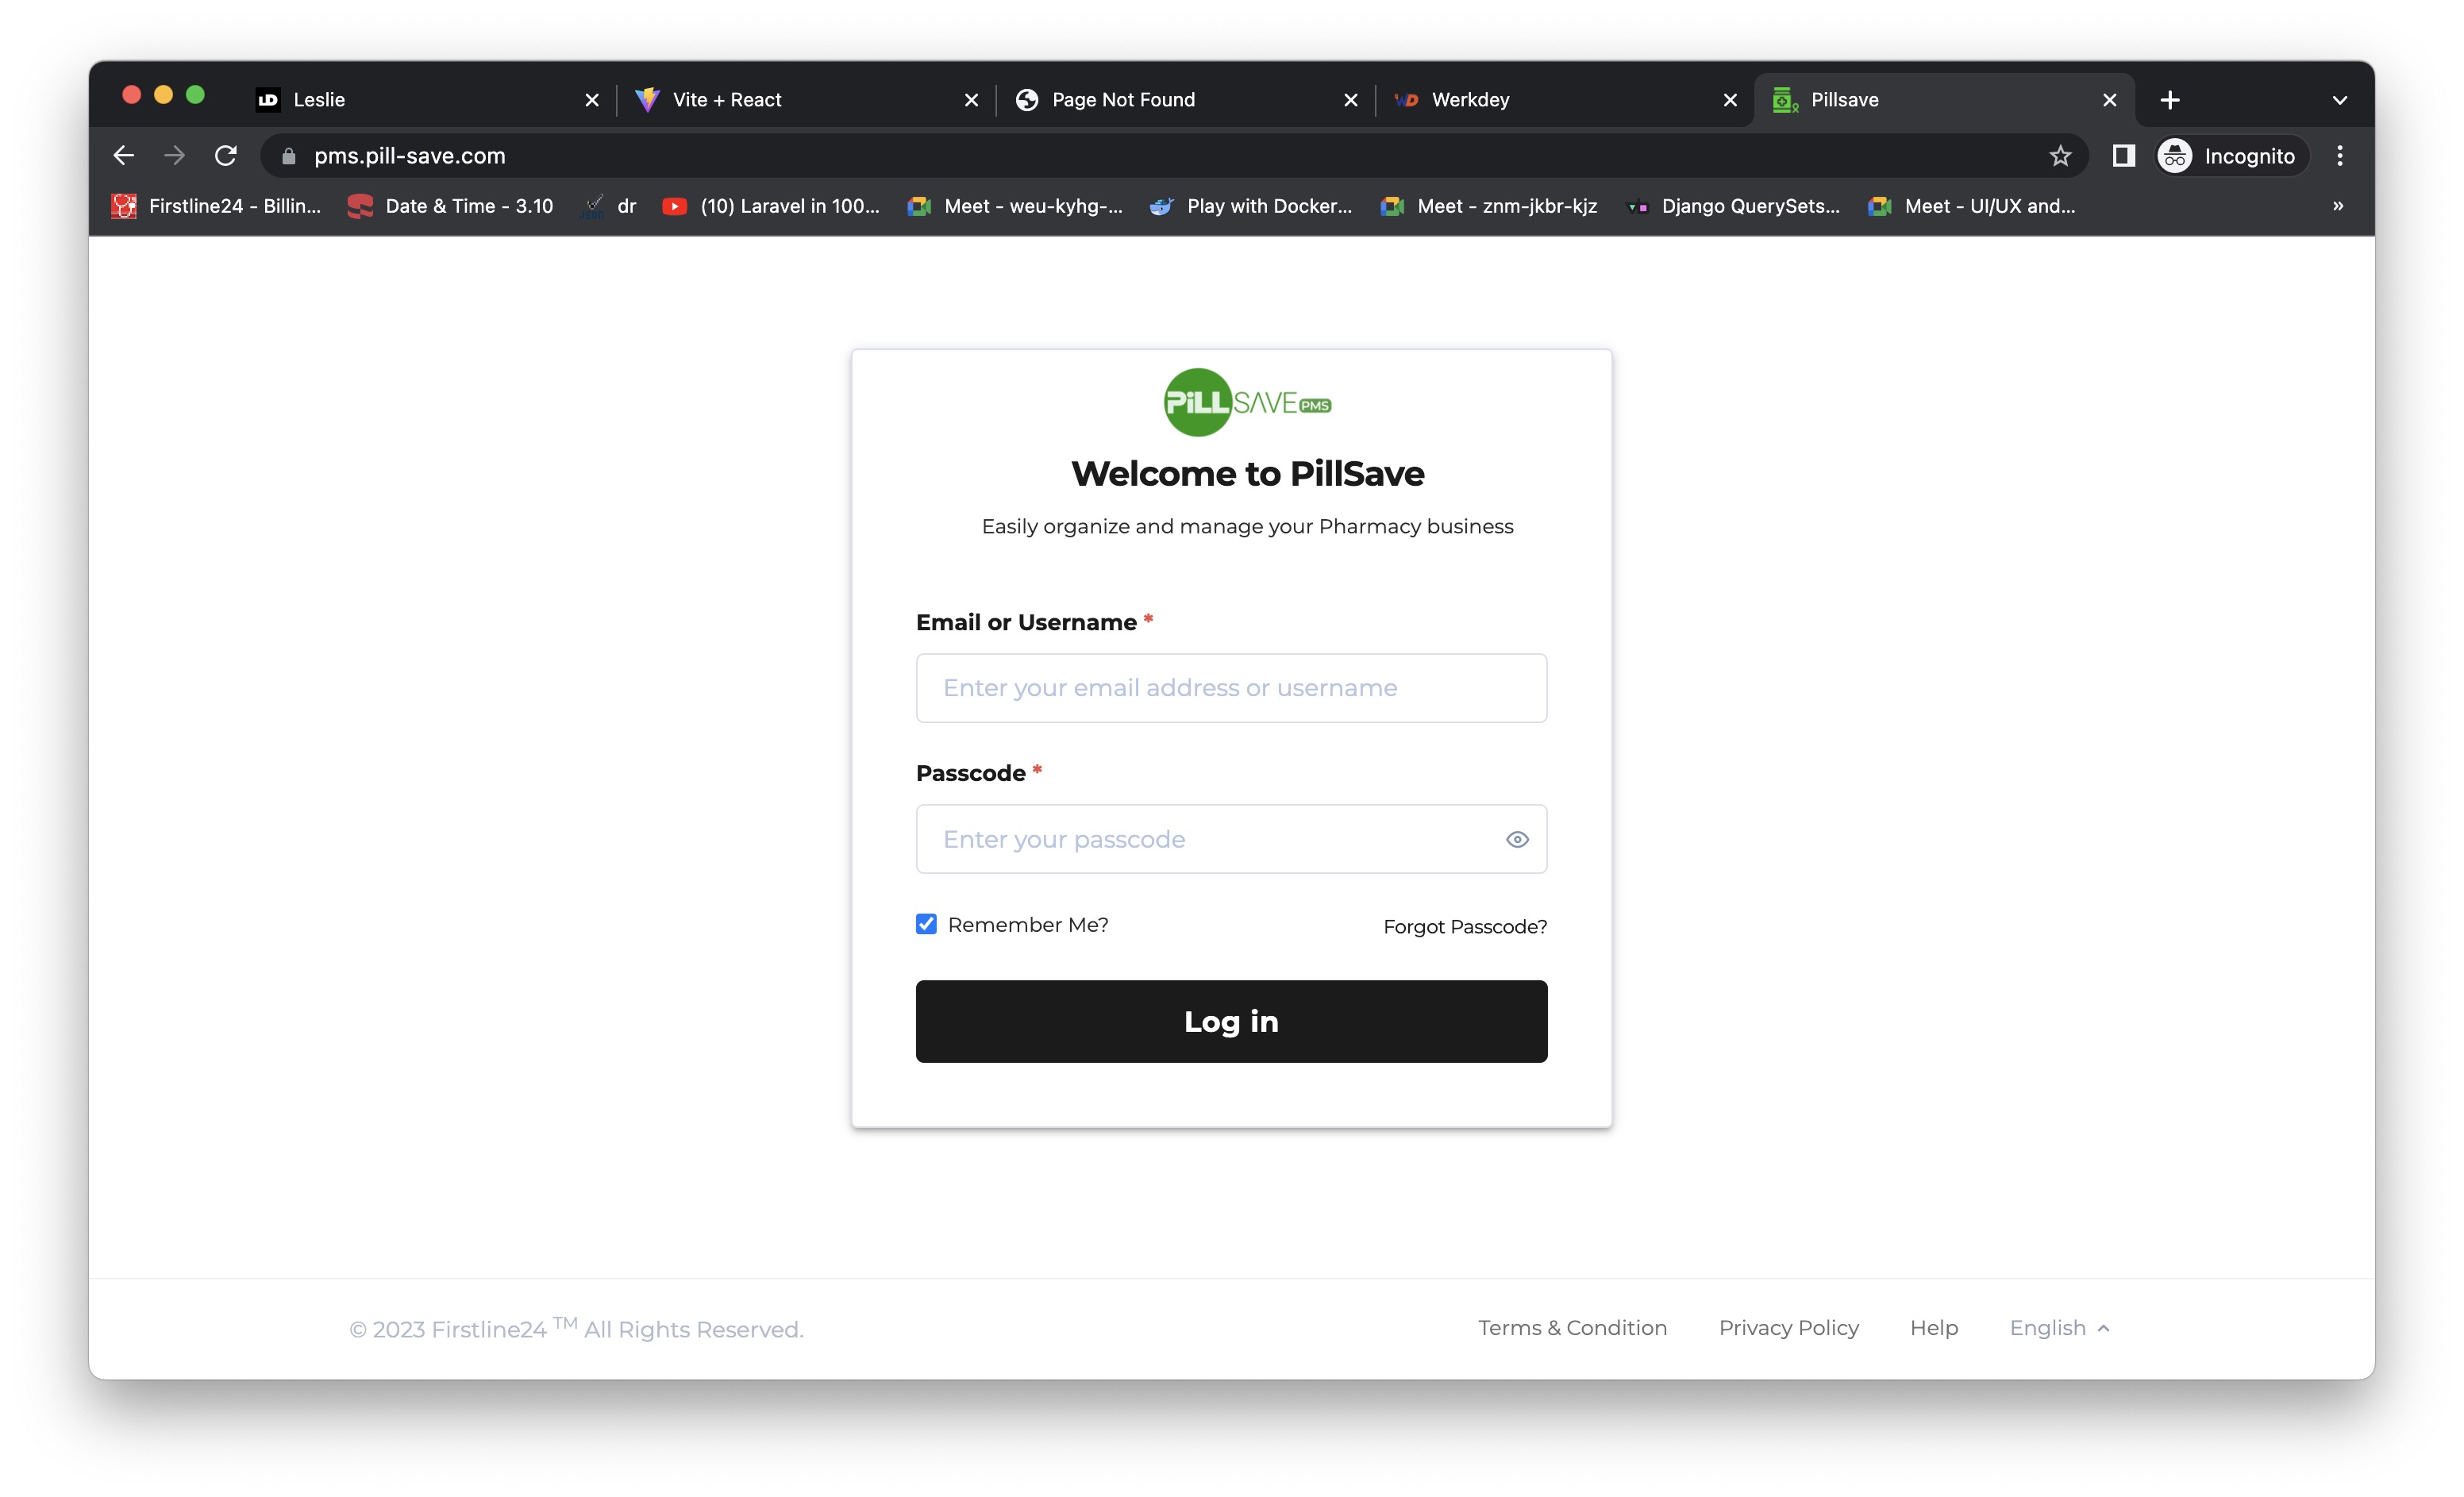 Leslie
Vite + React
Page Not Found
WD Werkdey
Pillsave
pms.pill-save.com
Incognito
Firstline24 - Billin...
Date & Time - 3.10
dr
(10) Laravel in 100...
Meet - weu-kyhg-...
Play with Docker...
Meet - znm-jkbr-kjz
Django QuerySets...
Meet - UI/UX and...
»
PiLLSAVE PMS
Welcome to PillSave
Easily organize and manage your Pharmacy business
Email or Username *
Enter your email address or username
Passcode *
Enter your passcode
Remember Me?
Forgot Passcode?
Log in
© 2023 Firstline24 TM All Rights Reserved.
Terms & Condition
Privacy Policy
Help
English